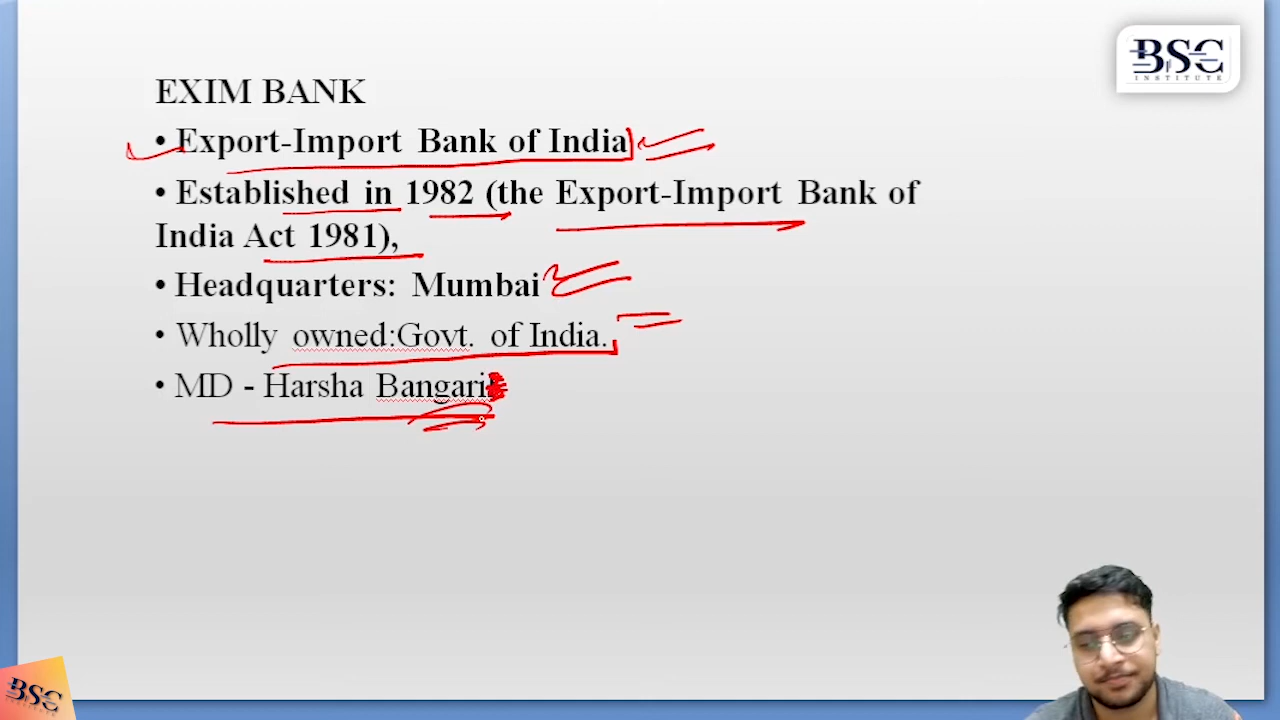 BSC
INSTITUTE
EXIM BANK
• Export-Import Bank of India
• Established in 1982 (the Export-Import Bank of
India Act 1981),
• Headquarters: Mumbai
• Wholly owned:Govt. of India.
• MD - Harsha Bangari
BSC